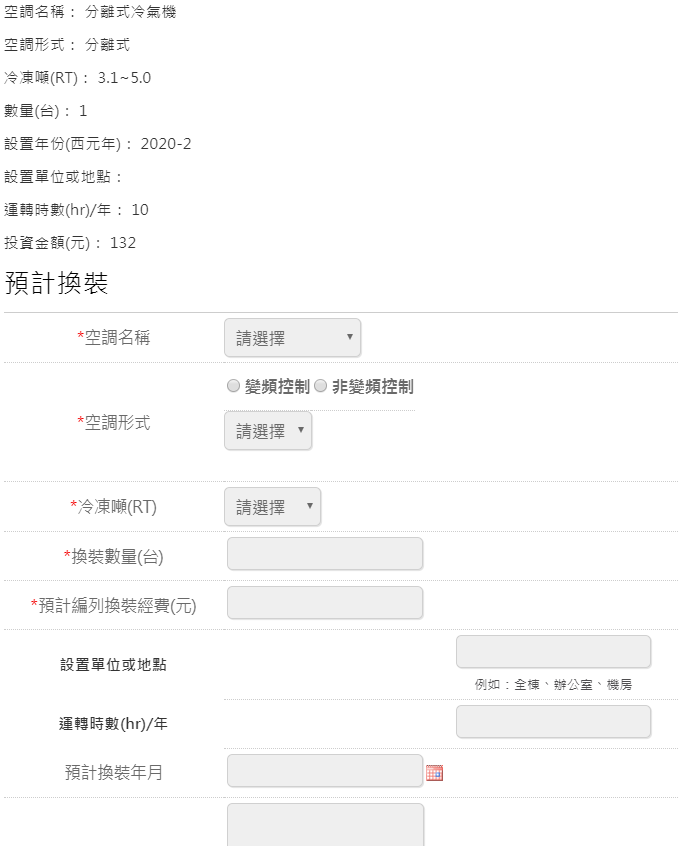 空調名稱： 分離式冷氣機
空調形式： 分離式
冷凍噸(RT)： 3.1~5.0
數量(台)： 1
設置年份(西元年)： 2020-2
設置單位或地點：
運轉時數(hr)/年： 10
投資金額(元)： 132
預計換裝
*空調名稱 請選擇
變頻控制 非變頻控制
*空調形式
請選擇
*冷凍噸(RT) 請選擇
*換裝數量(台)
*預計編列換裝經費(元)
設置單位或地點
例如：全棟、辦公室、機房
運轉時數(hr)/年
預計換裝年月